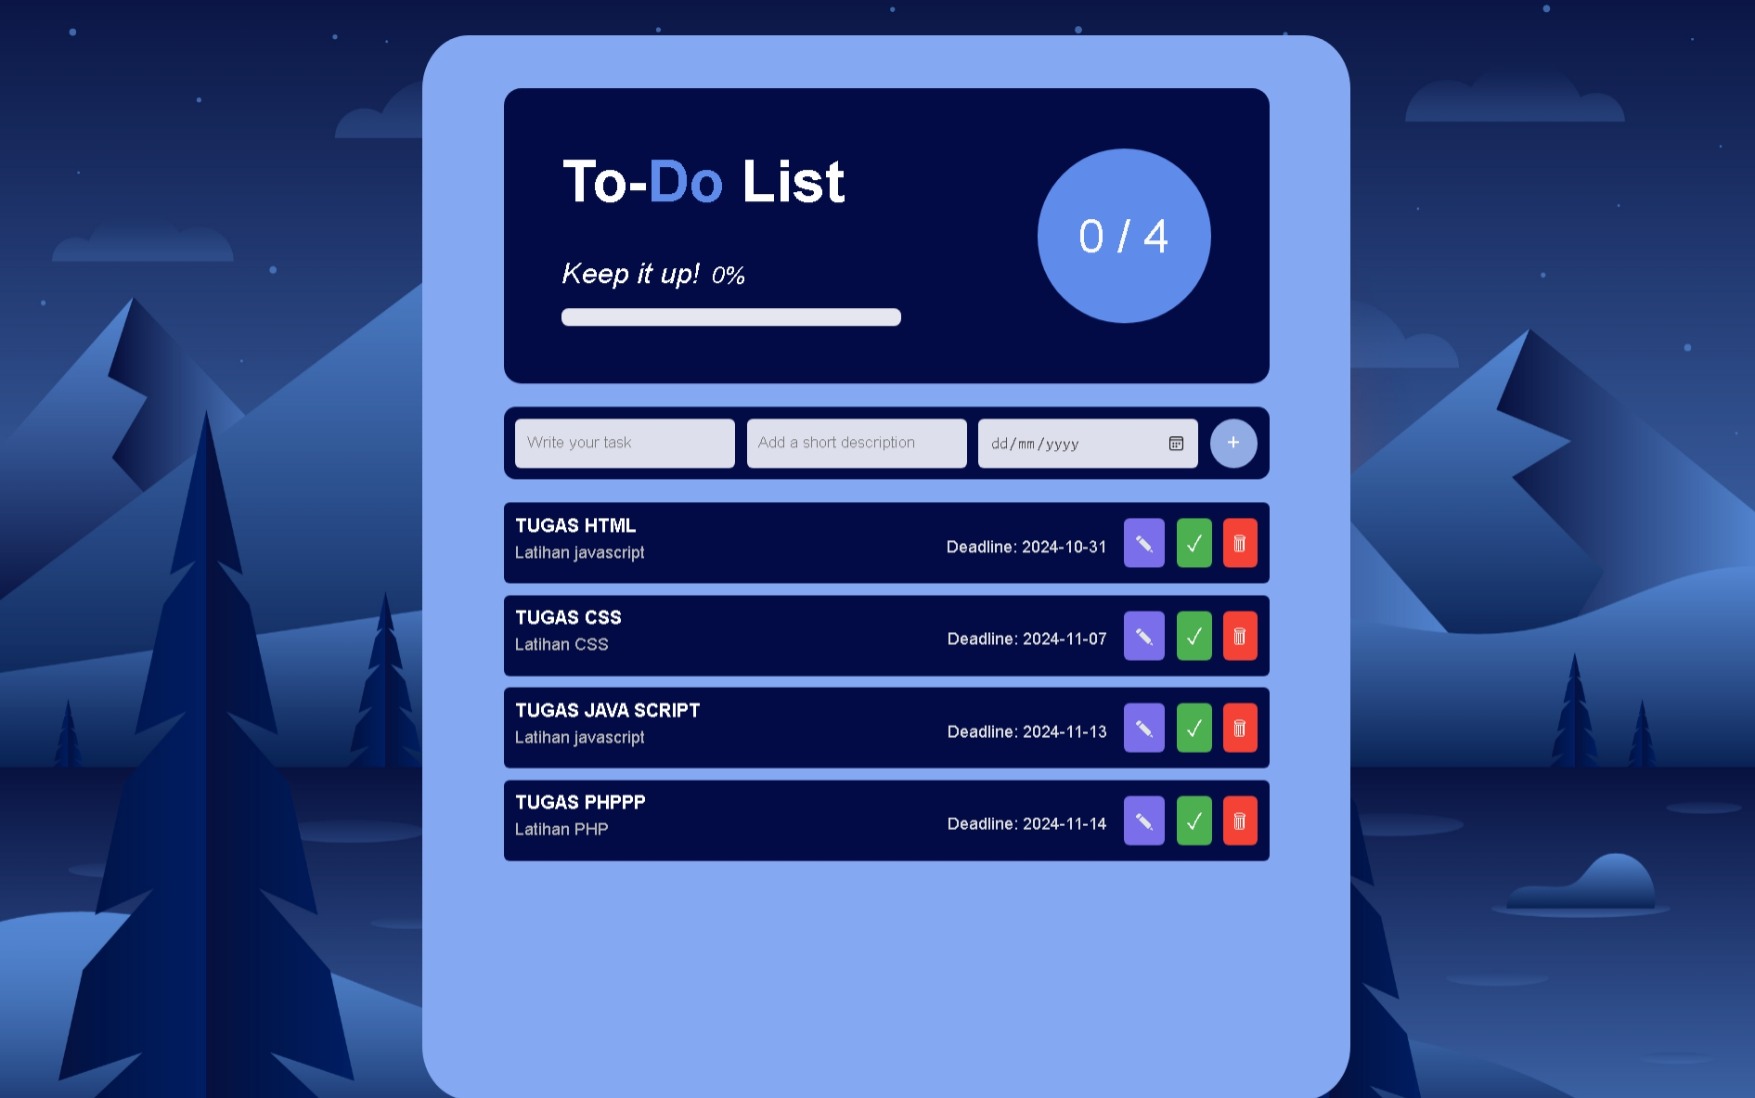 To-Do List
0 / 4
Keep it up! 0%
Write your task
Add a short description
dd/mm/yyyy
+
TUGAS HTML
Latihan javascript
Deadline: 2024-10-31
TUGAS CSS
Latihan CSS
Deadline: 2024-11-07
TUGAS JAVA SCRIPT
Latihan javascript
Deadline: 2024-11-13
TUGAS PHPPP
Latihan PHP
Deadline: 2024-11-14